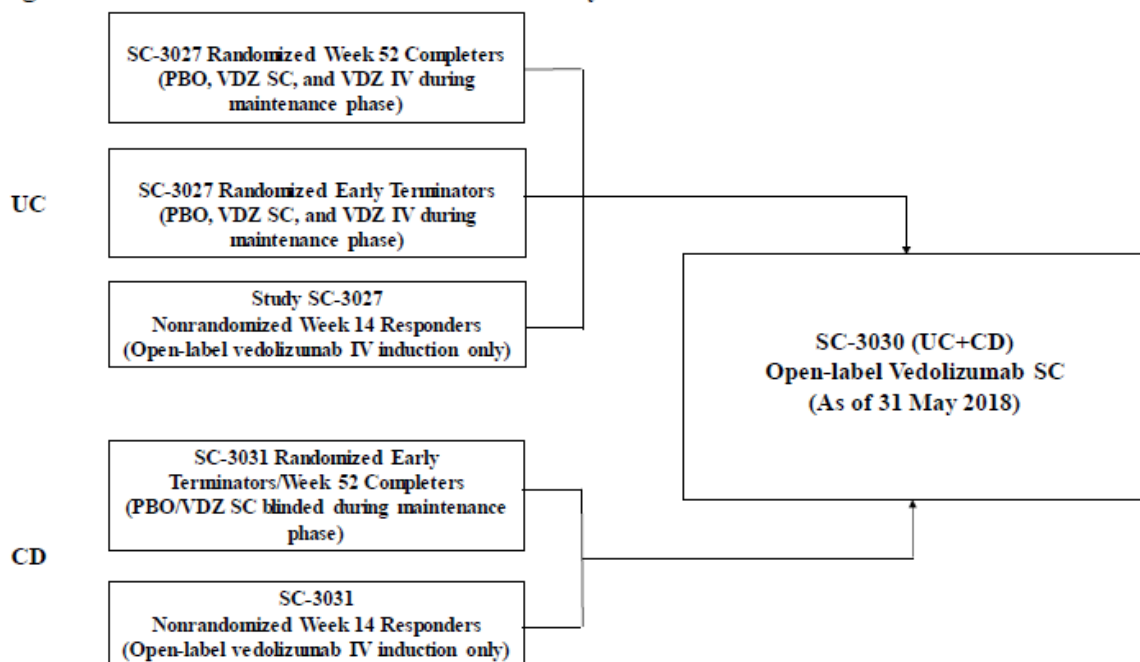 SC-3027 Randomized Week 52 Completers
(PBO, VDZ SC, and VDZ IV during
maintenance phase)
UC
SC-3027 Randomized Early Terminators
(PBO, VDZ SC, and VDZ IV during
maintenance phase)
Study SC-3027
Nonrandomized Week 14 Responders
(Open-label vedolizumab IV induction only)
SC-3030 (UC+CD)
Open-label Vedolizumab SC
(As of 31 May 2018)
CD
SC-3031 Randomized Early
Terminators/Week 52 Completers
(PBO/VDZ SC blinded during maintenance
phase)
SC-3031
Nonrandomized Week 14 Responders
(Open-label vedolizumab IV induction only)